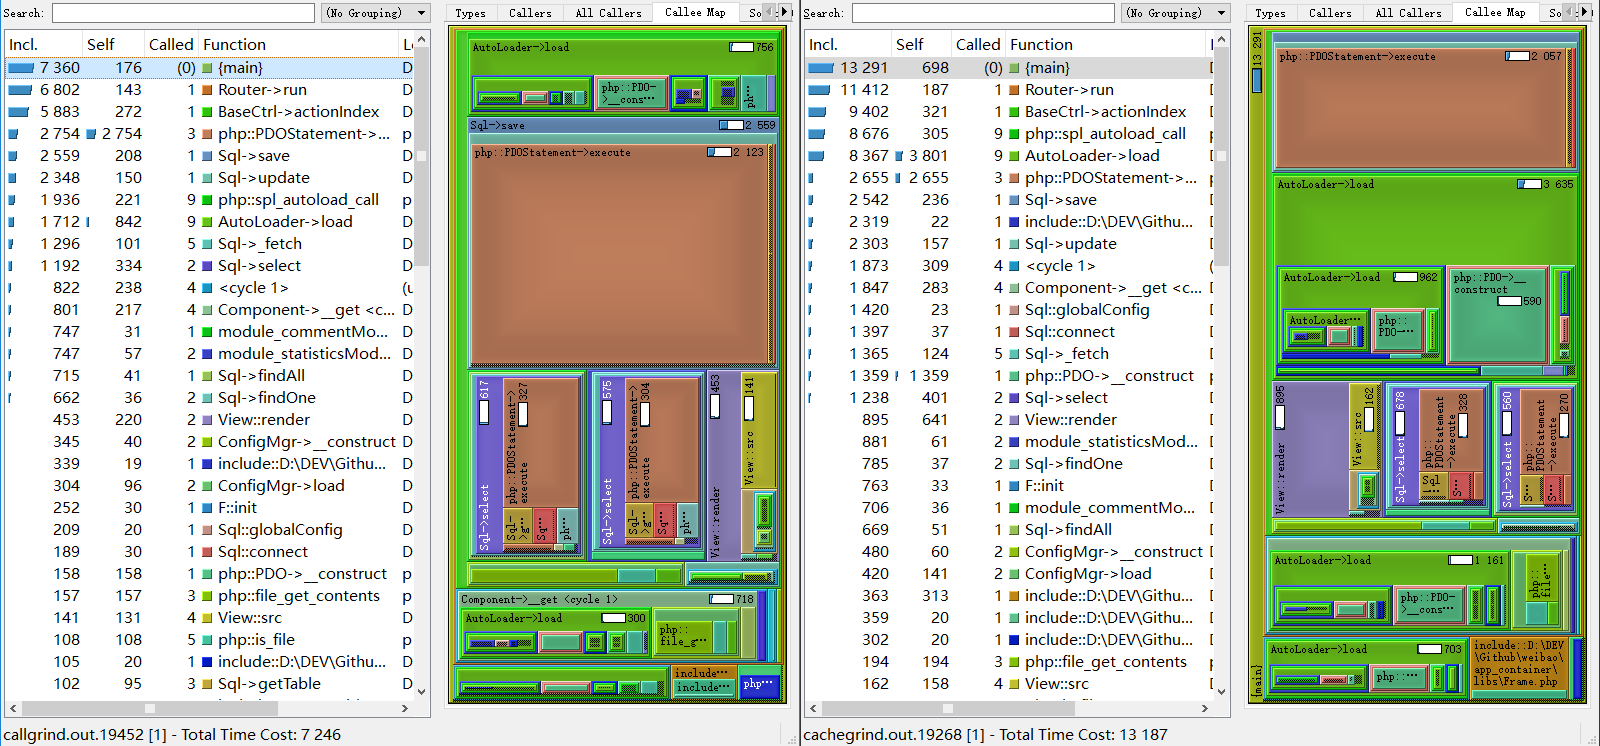 Search:
(No Grouping)
Types
Callers
All Callers
Callee Map
So
Incl.
Self
Called
Function
7 360 176 (0) {main} D
6 802 143 1 Router->run D
5 883 272 1 BaseCtrl->actionIndex D
2 754 2 754 3 php::PDOStatement->... p
2 559 208 1 Sql->save D
2 348 150 1 Sql->update D
1 936 221 9 php::spl_autoload_call p
1 712 842 9 AutoLoader->load D
1 296 101 5 Sql->_fetch D
1 192 334 2 Sql->select D
822 238 4 <cycle 1> (u
801 217 4 Component->__get <c... D
747 31 1 module_commentMo... D
747 57 2 module_statisticsMod... D
715 41 1 Sql->findAll D
662 36 2 Sql->findOne D
453 220 2 View::render D
345 40 2 ConfigMgr->__construct D
339 19 1 include::D:\DEV\Githu... D
304 96 2 ConfigMgr->load D
252 30 1 F::init D
209 20 1 Sql::globalConfig D
189 30 1 Sql::connect D
158 158 1 php::PDO->__construct p
157 157 3 php::file_get_contents p
141 131 4 View::src D
108 108 5 php::is_file p
105 20 1 include::D:\DEV\Githu... D
102 95 3 Sql->getTable D
AutoLoader->load 756
php::PDO->
__cons...
ph...
Sql->save 2 559
php::PDOStatement->execute 2 123
Sql->select 617
php::PDOStatement->
execute 327
Sql-
>g...
Sq...
ph...
Sql->select 575
php::PDOStatement->
execute 304
Sql-
>g...
Sq...
ph...
View::render 453
View::src 141
Component->__get <cycle 1> 718
AutoLoader->load 300
php::
file_g...
AutoLoader->load
include...
include...
php...
callgrind.out.19452 [1] - Total Time Cost: 7 246
Search:
(No Grouping)
Types
Callers
All Callers
Callee Map
So
Incl.
Self
Called
Function
13 291 698 (0) {main} D
11 412 187 1 Router->run D
9 402 321 1 BaseCtrl->actionIndex D
8 676 305 9 php::spl_autoload_call p
8 367 3 801 9 AutoLoader->load D
2 655 2 655 3 php::PDOStatement->... p
2 542 236 1 Sql->save D
2 319 22 1 include::D:\DEV\Githu... D
2 303 157 1 Sql->update D
1 873 309 4 <cycle 1> (
1 847 283 4 Component->__get <c... D
1 420 23 1 Sql::globalConfig D
1 397 37 1 Sql::connect D
1 365 124 5 Sql->_fetch D
1 359 1 359 1 php::PDO->__construct p
1 238 401 2 Sql->select D
895 641 2 View::render D
881 61 2 module_statisticsMod... D
785 37 2 Sql->findOne D
763 33 1 F::init D
706 36 1 module_commentMo... D
669 51 1 Sql->findAll D
480 60 2 ConfigMgr->__construct D
420 141 2 ConfigMgr->load D
363 313 1 include::D:\DEV\Githu... D
359 20 1 include::D:\DEV\Githu... D
302 20 1 include::D:\DEV\Githu... D
194 194 3 php::file_get_contents p
162 158 4 View::src D
{main} 13 291
php::PDOStatement->execute 2 057
AutoLoader->load 3 635
AutoLoader->load 962
AutoLoader...
php::
PDO-...
php::PDO->__
construct
590
View::render 895
View::src 162
Sql->select 678
php::
PDOStatement
->execute 328
Sql
...
S...
Sql->select 560
php::
PDOStatement
->execute 270
S...
S...
AutoLoader->load 1 161
php::PDO->
__cons...
php::
file...
AutoLoader->load 703
php::...
include::D:\DEV
\Github\weibao\
app_container\
libs\Frame.php
cachegrind.out.19268 [1] - Total Time Cost: 13 187